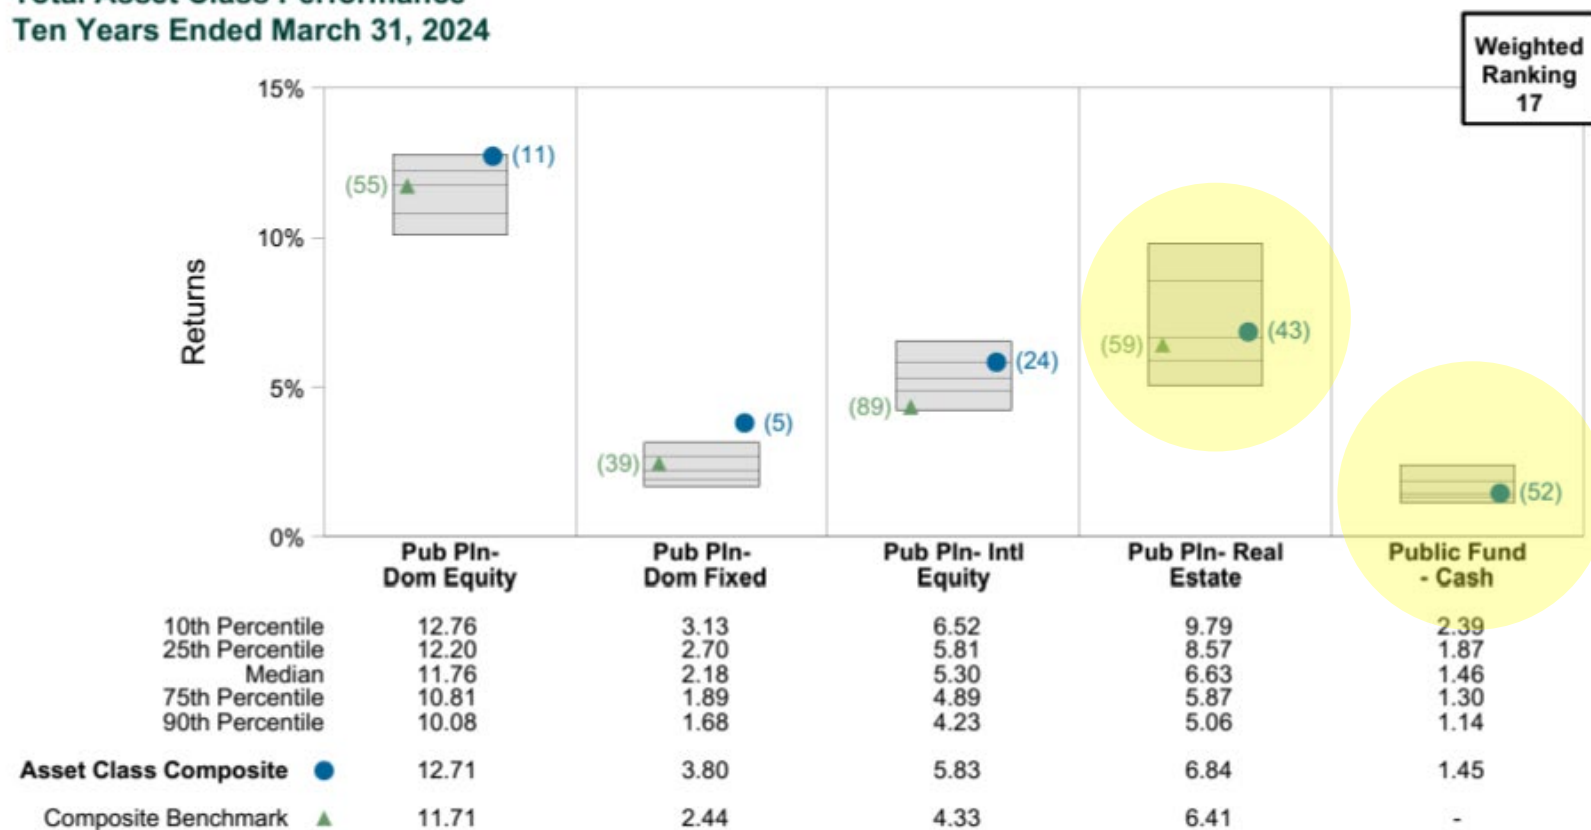 Ten Years Ended March 31, 2024
Weighted
Ranking
17
15%
10%
5%
0%
Returns
(55)
(11)
(39)
(5)
(89)
(24)
(59)
(43)
(52)
Pub Pln-
Dom Equity
Pub Pln-
Dom Fixed
Pub Pln- Intl
Equity
Pub Pln- Real
Estate
Public Fund
- Cash
10th Percentile 12.76 3.13 6.52 9.79 2.39
25th Percentile 12.20 2.70 5.81 8.57 1.87
Median 11.76 2.18 5.30 6.63 1.46
75th Percentile 10.81 1.89 4.89 5.87 1.30
90th Percentile 10.08 1.68 4.23 5.06 1.14
Asset Class Composite 12.71 3.80 5.83 6.84 1.45
Composite Benchmark 11.71 2.44 4.33 6.41 -